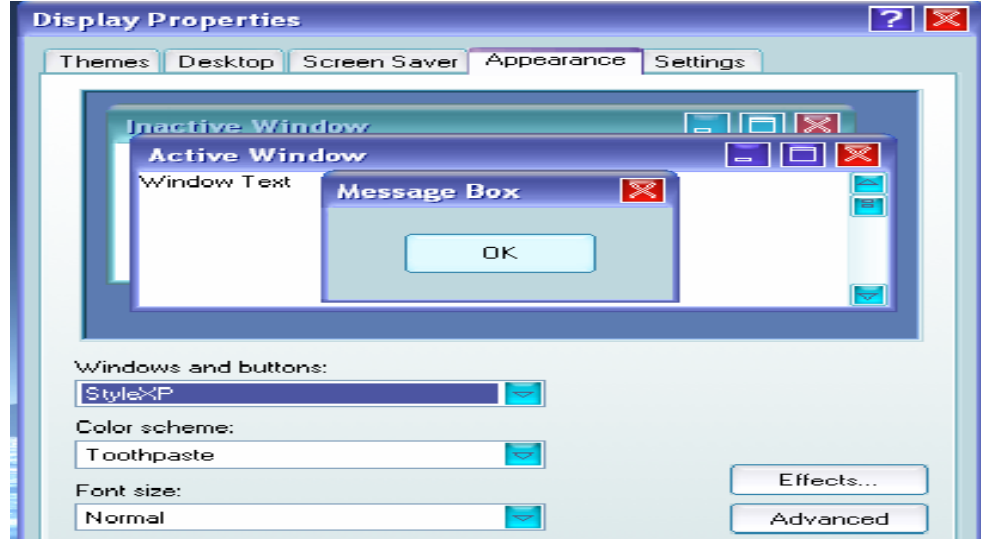 Display Properties
Themes Desktop Screen Saver Appearance Settings
Inactive Window
Active Window
Window Text
Message Box
OK
Windows and buttons:
StyleXP
Color scheme:
Toothpaste
Font size:
Normal
Effects...
Advanced